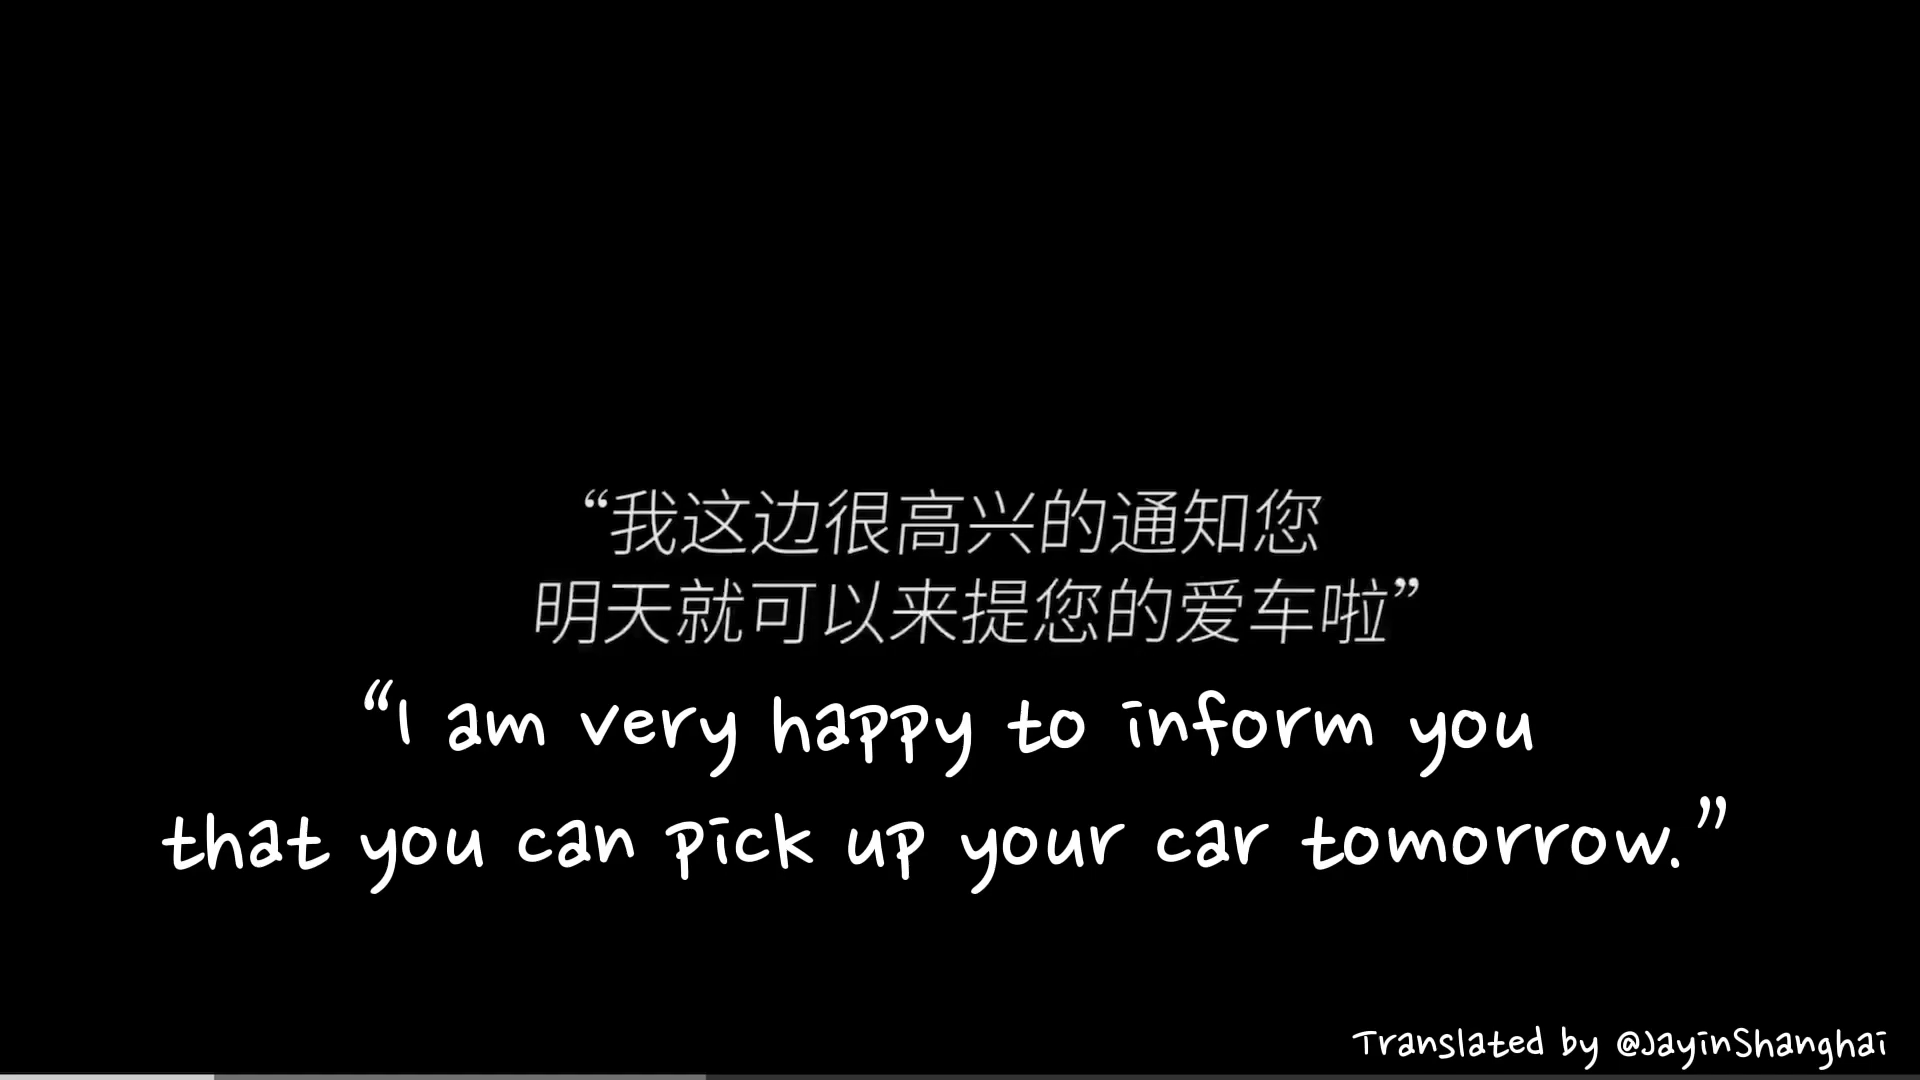 “我这边很高兴的通知您
明天就可以来提您的爱车啦”
“I am very happy to inform you
that you can pick up your car tomorrow.”
Translated by @JayinShanghai